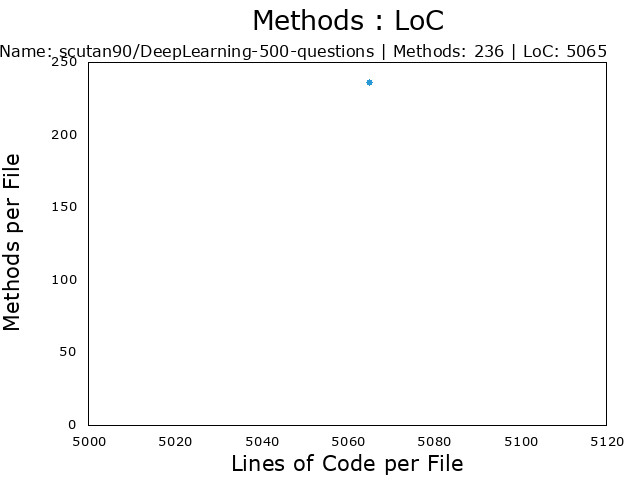 Methods : LoC
Name: scutan90/DeepLearning-500-questions | Methods: 236 | LoC: 5065
250
200
150
100
50
0
Methods per File
5000 5020 5040 5060 5080 5100 5120
Lines of Code per File